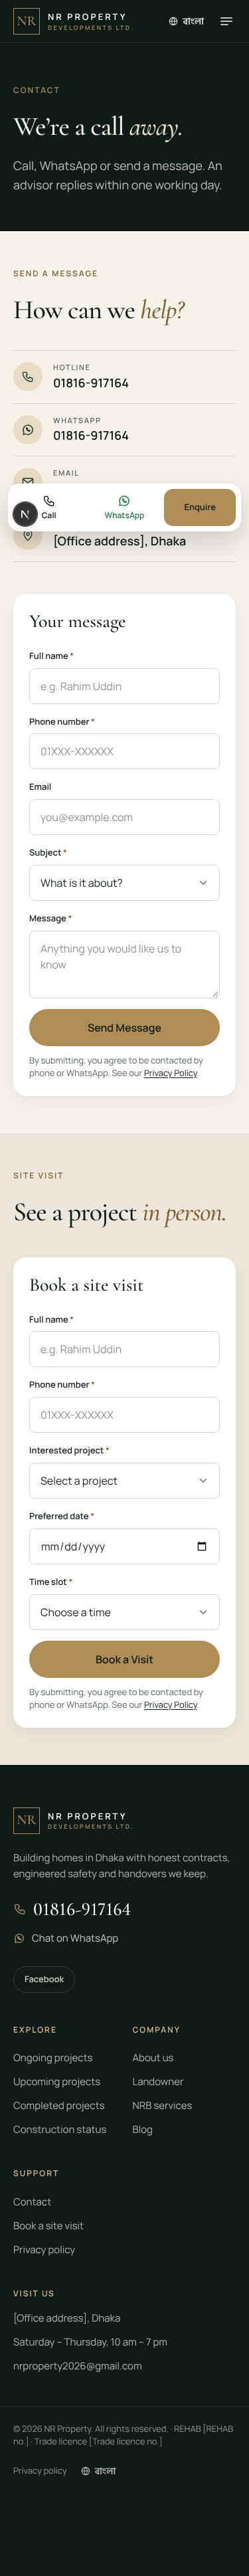 NR
NR PROPERTY
DEVELOPMENTS LTD.
বাংলা
CONTACT
We're a call away.
Call, WhatsApp or send a message. An
advisor replies within one working day.
SEND A MESSAGE
How can we help?
HOTLINE
01816-917164
WHATSAPP
01816-917164
EMAIL
N
Call
WhatsApp
Enquire
[Office address], Dhaka
Your message
Full name *
e.g. Rahim Uddin
Phone number *
01XXX-XXXXXX
Email
you@example.com
Subject *
What is it about?
Message *
Anything you would like us to
know
Send Message
By submitting, you agree to be contacted by
phone or WhatsApp. See our Privacy Policy.
SITE VISIT
See a project in person.
Book a site visit
Full name *
e.g. Rahim Uddin
Phone number *
01XXX-XXXXXX
Interested project *
Select a project
Preferred date *
mm/dd/yyyy
Time slot *
Choose a time
Book a Visit
By submitting, you agree to be contacted by
phone or WhatsApp. See our Privacy Policy.
NR
NR PROPERTY
DEVELOPMENTS LTD.
Building homes in Dhaka with honest contracts,
engineered safety and handovers we keep.
01816-917164
Chat on WhatsApp
Facebook
EXPLORE
Ongoing projects
Upcoming projects
Completed projects
Construction status
COMPANY
About us
Landowner
NRB services
Blog
SUPPORT
Contact
Book a site visit
Privacy policy
VISIT US
[Office address], Dhaka
Saturday – Thursday, 10 am – 7 pm
nrproperty2026@gmail.com
© 2026 NR Property. All rights reserved. · REHAB [REHAB
no.] · Trade licence [Trade licence no.]
Privacy policy
বাংলা